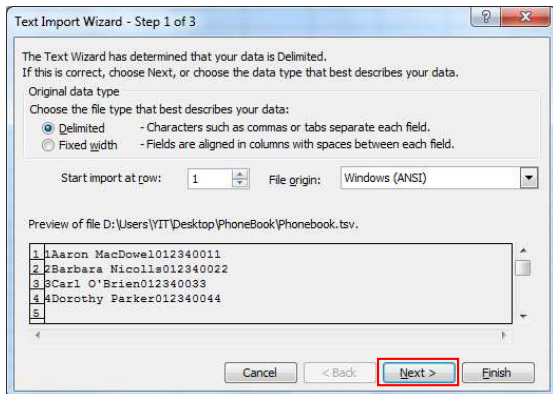 Text Import Wizard - Step 1 of 3
The Text Wizard has determined that your data is Delimited.
If this is correct, choose Next, or choose the data type that best describes your data.
Original data type
Choose the file type that best describes your data:
Delimited - Characters such as commas or tabs separate each field.
Fixed width - Fields are aligned in columns with spaces between each field.
Start import at row: 1 File origin: Windows (ANSI)
Preview of file D:\Users\YIT\Desktop\PhoneBook\Phonebook.tsv.
1 1Aaron MacDowel012340011
2 2Barbara Nicolls012340022
3 3Carl O'Brien012340033
4 4Dorothy Parker012340044
5
Cancel < Back Next > Finish